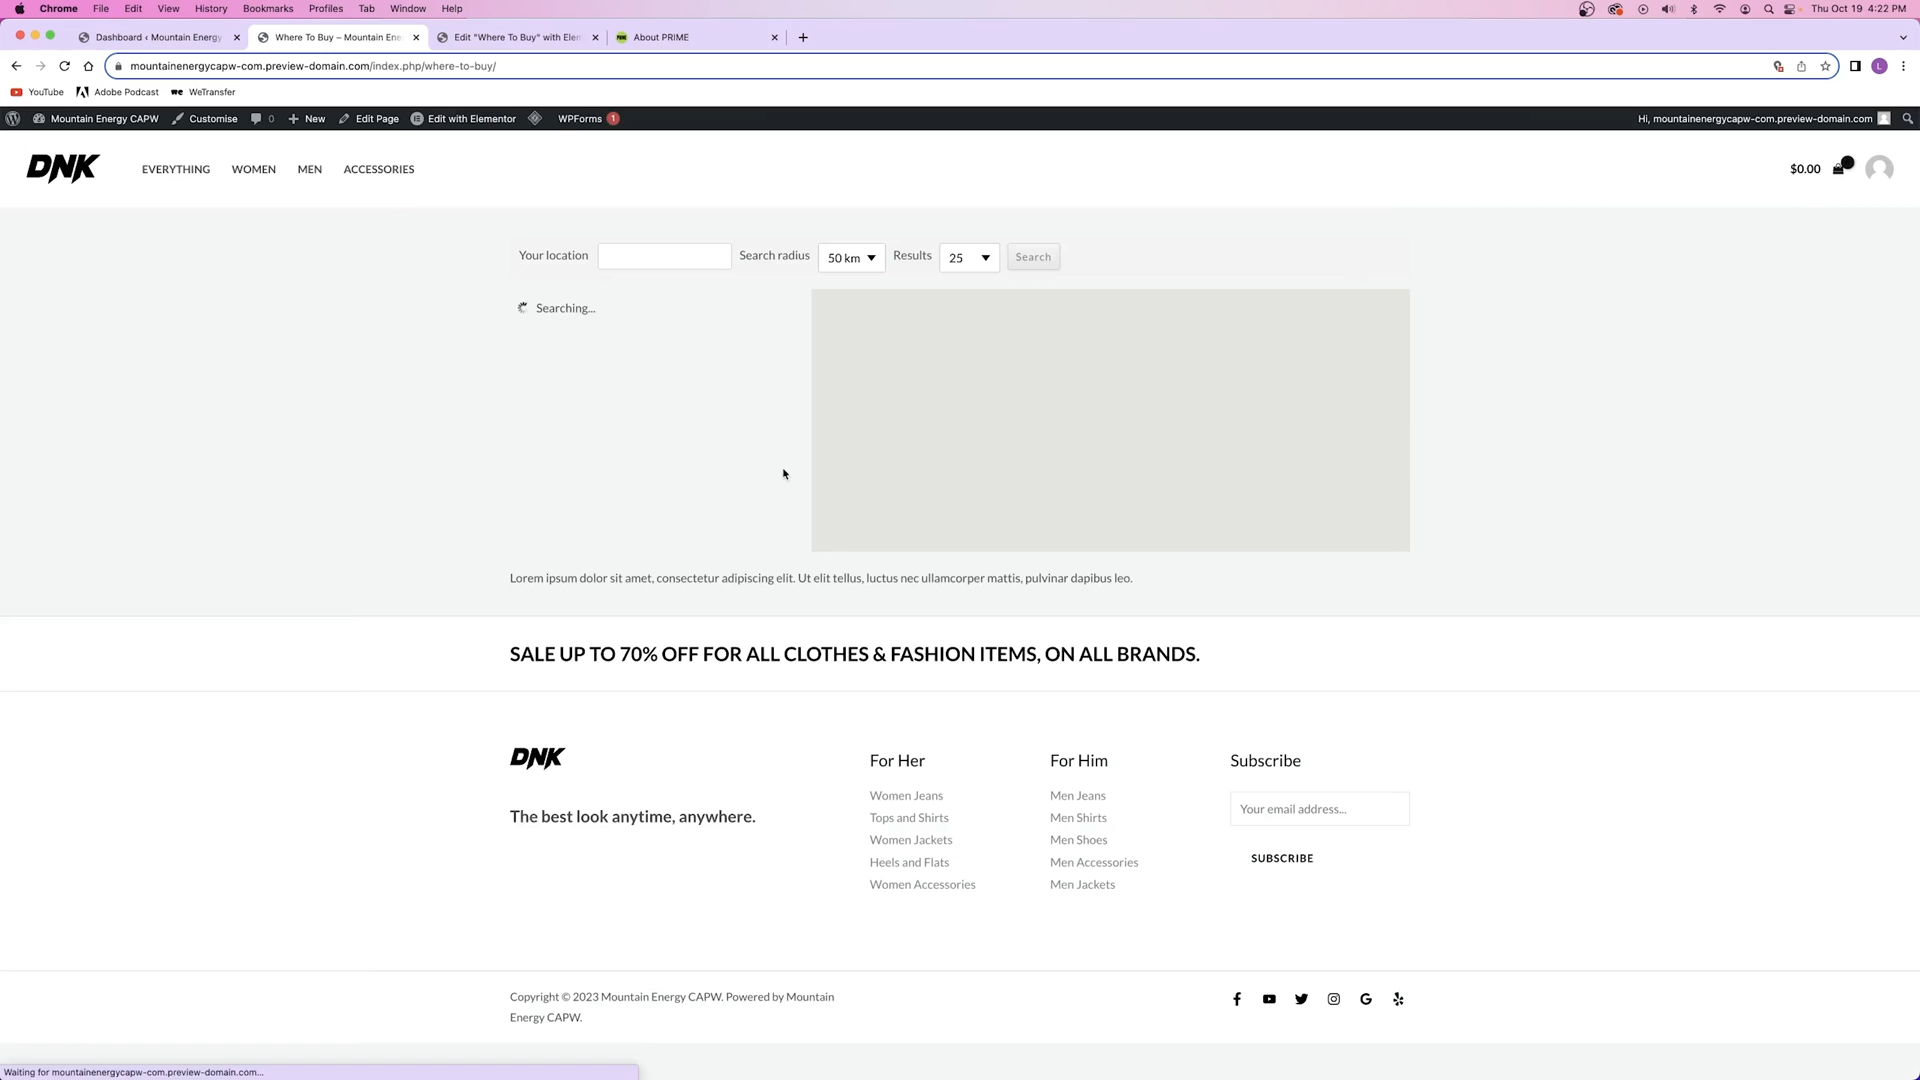 Chrome File Edit View History Bookmarks Profiles Tab Window Help Thu Oct 19 4:22 PM
Dashboard ‹ Mountain Energy Where To Buy – Mountain Ene Edit "Where To Buy" with Elem About PRIME
mountainenergycapw-com.preview-domain.com/index.php/where-to-buy/
YouTube Adobe Podcast WeTransfer
Mountain Energy CAPW Customise 0 New Edit Page Edit with Elementor WPForms 1 Hi, mountainenergycapw-com.preview-domain.com
DNK EVERYTHING WOMEN MEN ACCESSORIES $0.00
Your location Search radius 50 km Results 25 Search
Searching...
Lorem ipsum dolor sit amet, consectetur adipiscing elit. Ut elit tellus, luctus nec ullamcorper mattis, pulvinar dapibus leo.
SALE UP TO 70% OFF FOR ALL CLOTHES & FASHION ITEMS, ON ALL BRANDS.
DNK
The best look anytime, anywhere.
For Her
Women Jeans
Tops and Shirts
Women Jackets
Heels and Flats
Women Accessories
For Him
Men Jeans
Men Shirts
Men Shoes
Men Accessories
Men Jackets
Subscribe
Your email address...
SUBSCRIBE
Copyright © 2023 Mountain Energy CAPW. Powered by Mountain
Energy CAPW.
Waiting for mountainenergycapw-com.preview-domain.com...